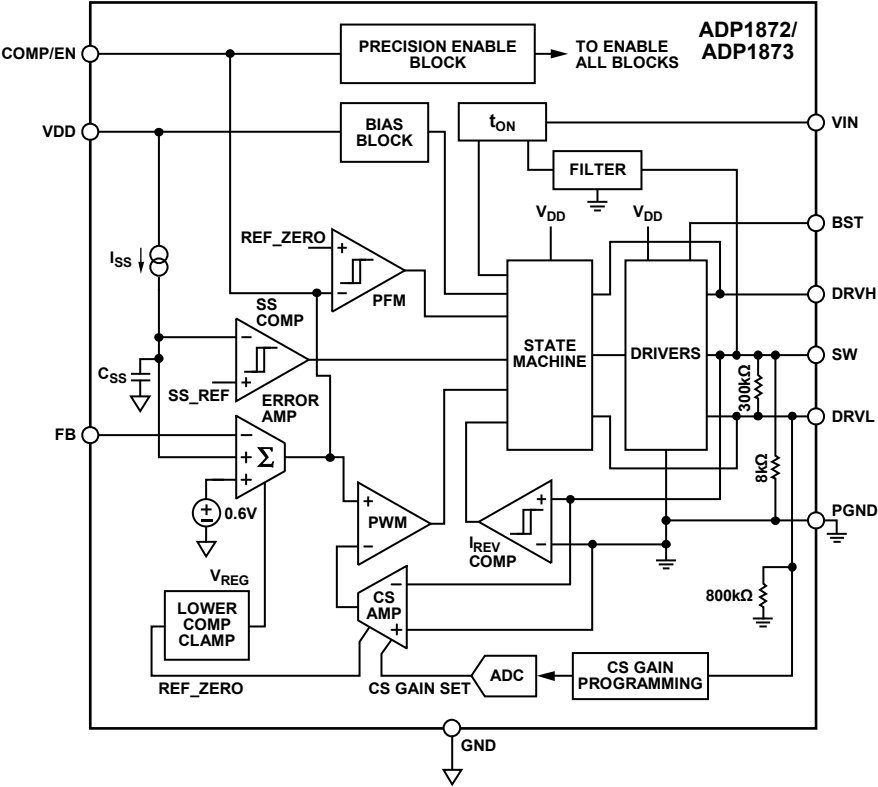 ADP1872/
ADP1873
COMP/EN
PRECISION ENABLE
BLOCK
TO ENABLE
ALL BLOCKS
VDD
BIAS
BLOCK
tON
VIN
FILTER
VDD
VDD
BST
REF_ZERO
+
−
PFM
ISS
DRVH
SS
COMP
−
+
SS_REF
CSS
STATE
MACHINE
DRIVERS
SW
300kΩ
8kΩ
DRVL
ERROR
AMP
FB
−
+
+
Σ
0.6V
+
−
PWM
+
−
IREV
COMP
PGND
VREG
LOWER
COMP
CLAMP
−
CS
AMP
+
800kΩ
REF_ZERO
CS GAIN SET
ADC
CS GAIN
PROGRAMMING
GND